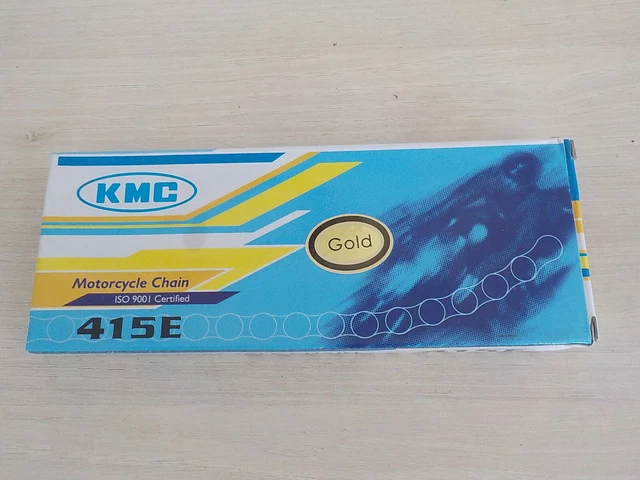 KMC
Gold
Motorcycle Chain
ISO 9001 Certified
415E